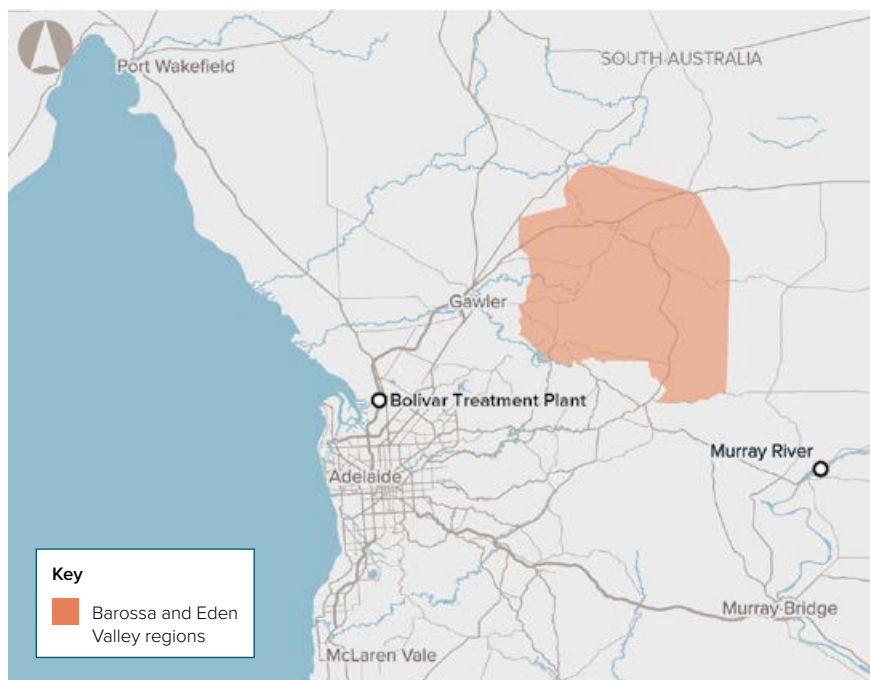 Port Wakefield
SOUTH AUSTRALIA
Gawler
Bolivar Treatment Plant
Murray River
Adelaide
Key
Barossa and Eden
Valley regions
Murray Bridge
McLaren Vale